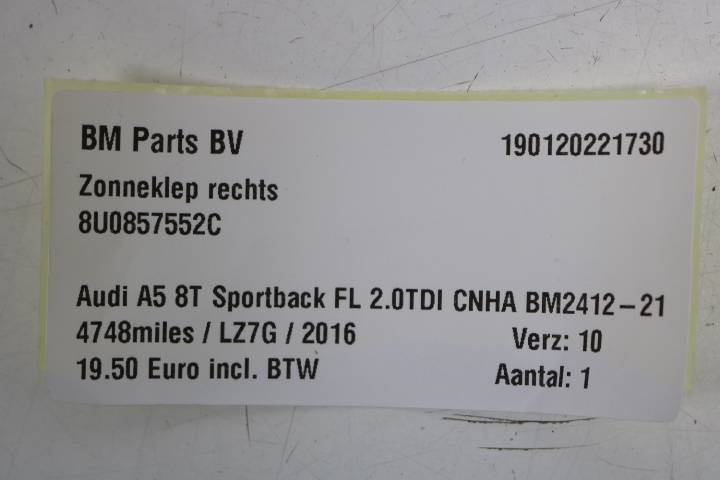 BM Parts BV 190120221730
Zonneklep rechts
8U0857552C
Audi A5 8T Sportback FL 2.0TDI CNHA BM2412-21
4748miles / LZ7G / 2016 Verz: 10
19.50 Euro incl. BTW Aantal: 1